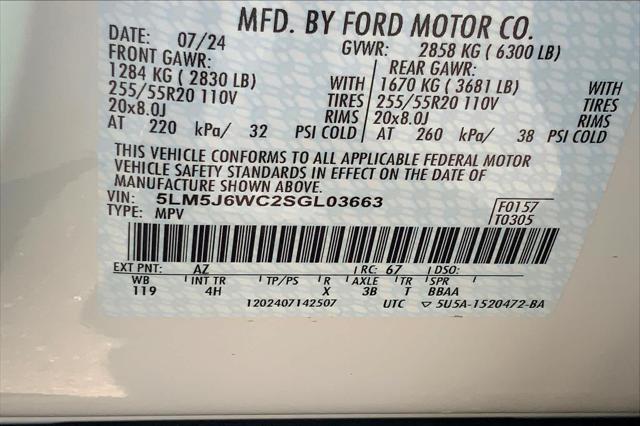 MFD. BY FORD MOTOR CO.
DATE: 07/24 GVWR: 2858 KG ( 6300 LB)
FRONT GAWR: REAR GAWR:
1284 KG ( 2830 LB) WITH 1670 KG ( 3681 LB) WITH
255/55R20 110V TIRES 255/55R20 110V TIRES
20x8.0J RIMS 20x8.0J RIMS
AT 220 kPa/ 32 PSI COLD AT 260 kPa/ 38 PSI COLD
THIS VEHICLE CONFORMS TO ALL APPLICABLE FEDERAL MOTOR
VEHICLE SAFETY STANDARDS IN EFFECT ON THE DATE OF
MANUFACTURE SHOWN ABOVE.
VIN: 5LM5J6WC2SGL03663 F0157
TYPE: MPV T0305
EXT PNT: AZ RC: 67 DSO:
WB INT TR TP/PS R AXLE TR SPR
119 4H X 3B T BBAA
1202407142507 UTC ▽ 5U5A-1520472-BA